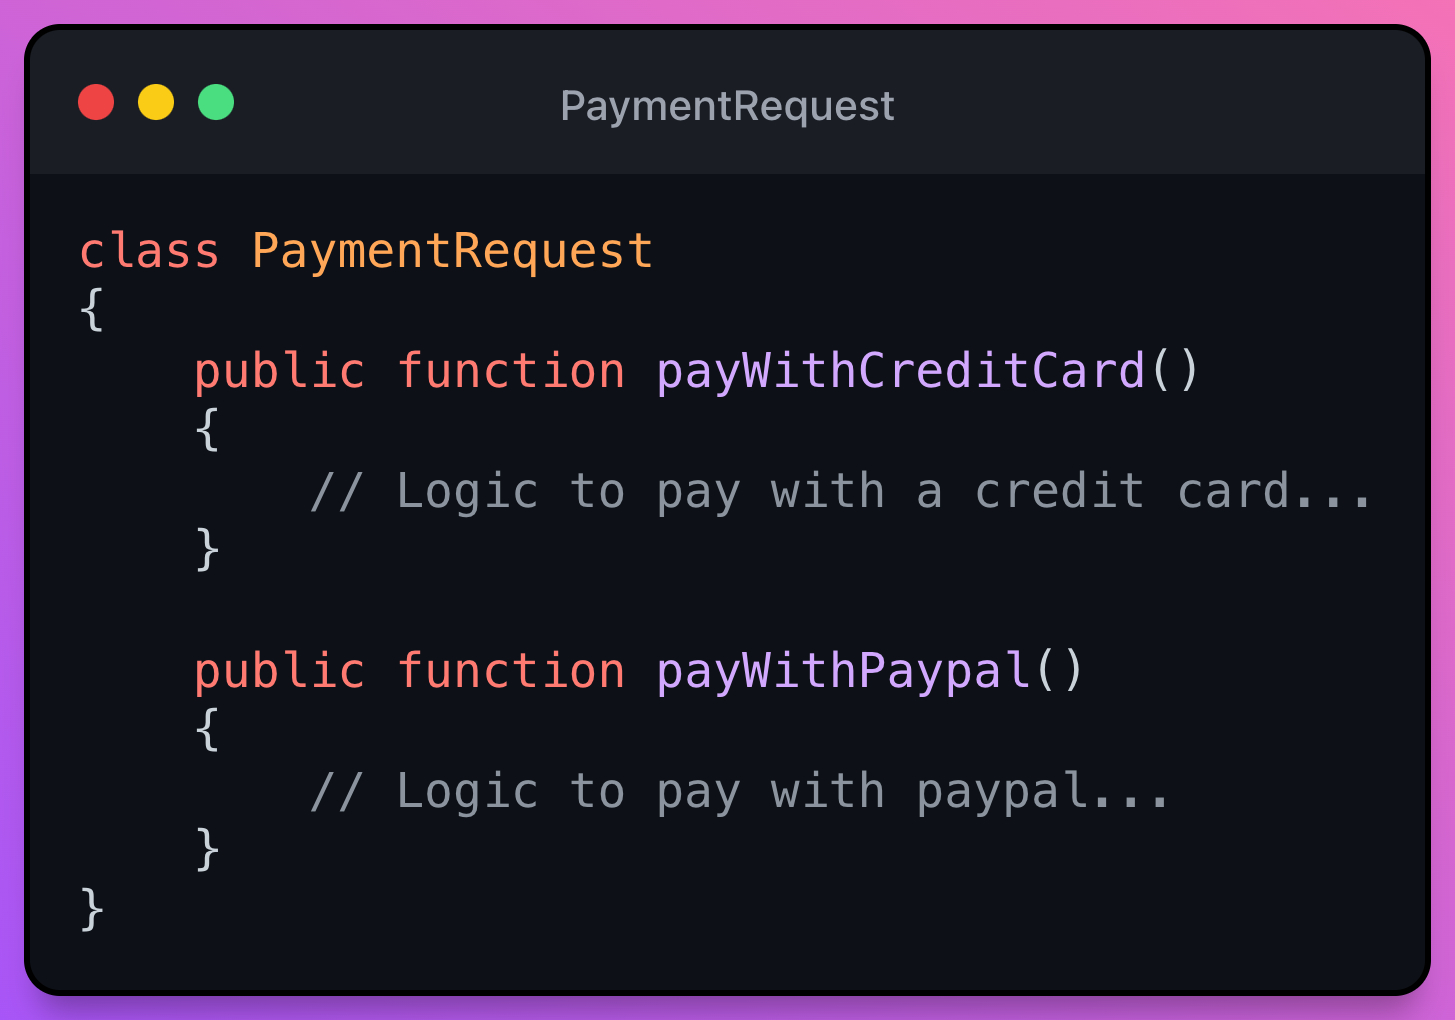 PaymentRequest
class PaymentRequest
{
    public function payWithCreditCard()
    {
        // Logic to pay with a credit card...
    }

    public function payWithPaypal()
    {
        // Logic to pay with paypal...
    }
}